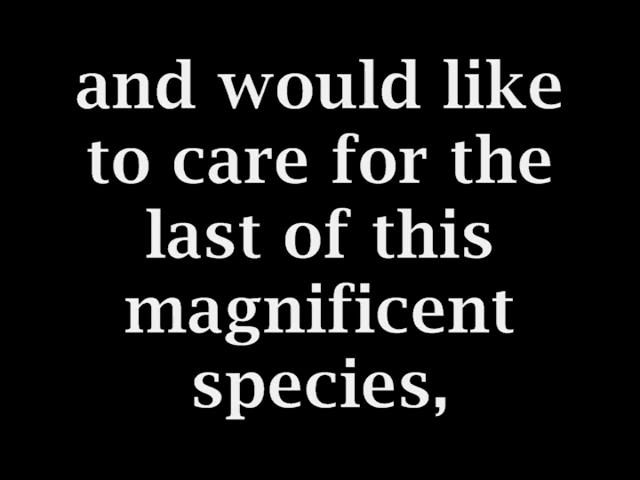 and would like
to care for the
last of this
magnificent
species,